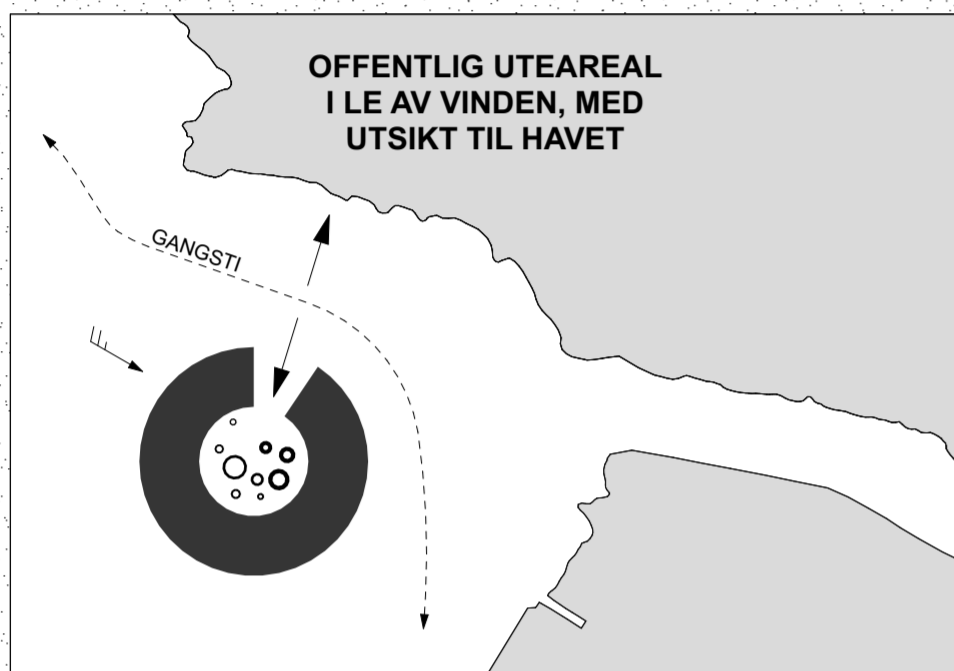 OFFENTLIG UTEAREAL
I LE AV VINDEN, MED
UTSIKT TIL HAVET
GANGSTI